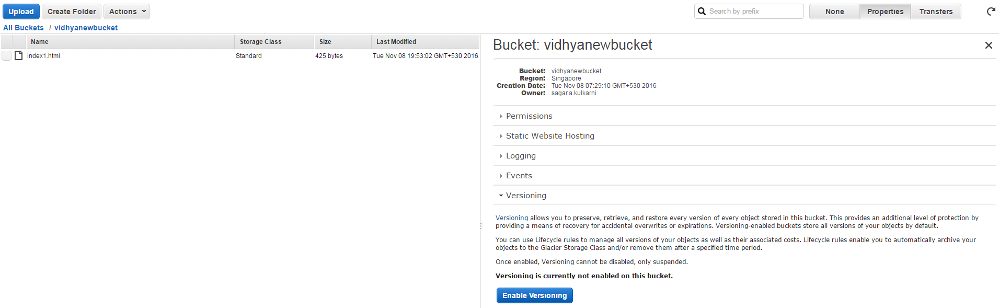 Upload Create Folder Actions Search by prefix None Properties Transfers
All Buckets / vidhyanewbucket
Name Storage Class Size Last Modified
index1.html Standard 425 bytes Tue Nov 08 19:53:02 GMT+530 2016
Bucket: vidhyanewbucket
Bucket: vidhyanewbucket
Region: Singapore
Creation Date: Tue Nov 08 07:29:10 GMT+530 2016
Owner: sagar.a.kulkarni
Permissions
Static Website Hosting
Logging
Events
Versioning
Versioning allows you to preserve, retrieve, and restore every version of every object stored in this bucket. This provides an additional level of protection by
providing a means of recovery for accidental overwrites or expirations. Versioning-enabled buckets store all versions of your objects by default.
You can use Lifecycle rules to manage all versions of your objects as well as their associated costs. Lifecycle rules enable you to automatically archive your
objects to the Glacier Storage Class and/or remove them after a specified time period.
Once enabled, Versioning cannot be disabled, only suspended.
Versioning is currently not enabled on this bucket.
Enable Versioning